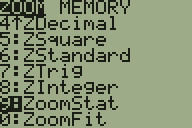 ZOOM MEMORY
4↑ZDecimal
5:ZSquare
6:ZStandard
7:ZTrig
8:ZInteger
9:ZoomStat
0:ZoomFit